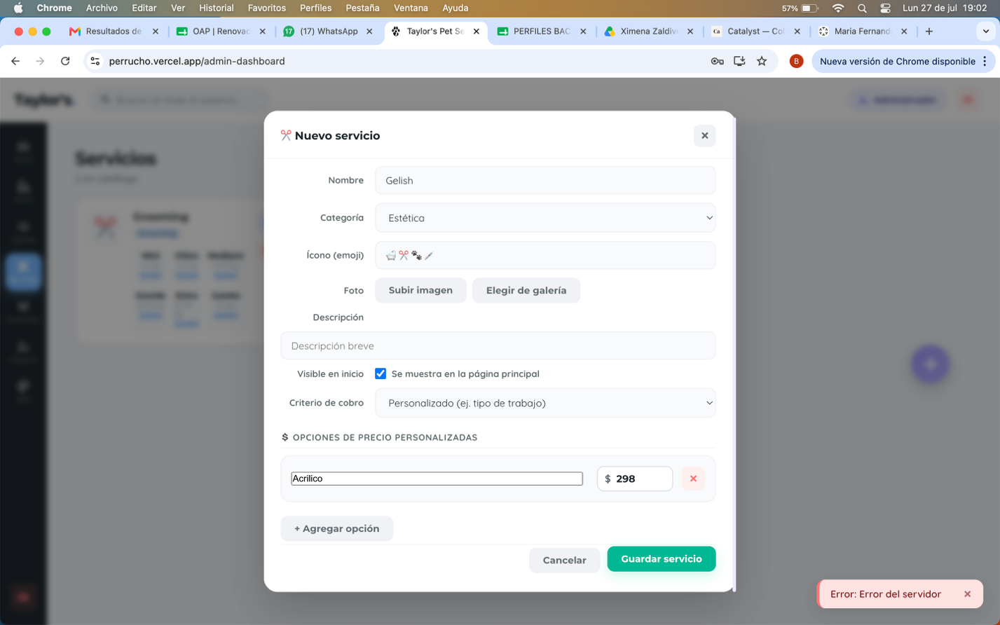 Chrome Archivo Editar Ver Historial Favoritos Perfiles Pestaña Ventana Ayuda 57% Lun 27 de jul 19:02
Resultados de OAP | Renovac (17) WhatsApp Taylor's Pet Se PERFILES BAC Ximena Zaldiv Catalyst — Col Maria Fernand
perrucho.vercel.app/admin-dashboard B Nueva versión de Chrome disponible
Taylor's
Administrador
Servicios
Grooming
Grooming
Nuevo servicio
Nombre Gelish
Categoría Estética
Ícono (emoji)
Foto Subir imagen Elegir de galería
Descripción
Descripción breve
Visible en inicio Se muestra en la página principal
Criterio de cobro Personalizado (ej. tipo de trabajo)
$ OPCIONES DE PRECIO PERSONALIZADAS
Acrilico $ 298
+ Agregar opción
Cancelar Guardar servicio
Error: Error del servidor